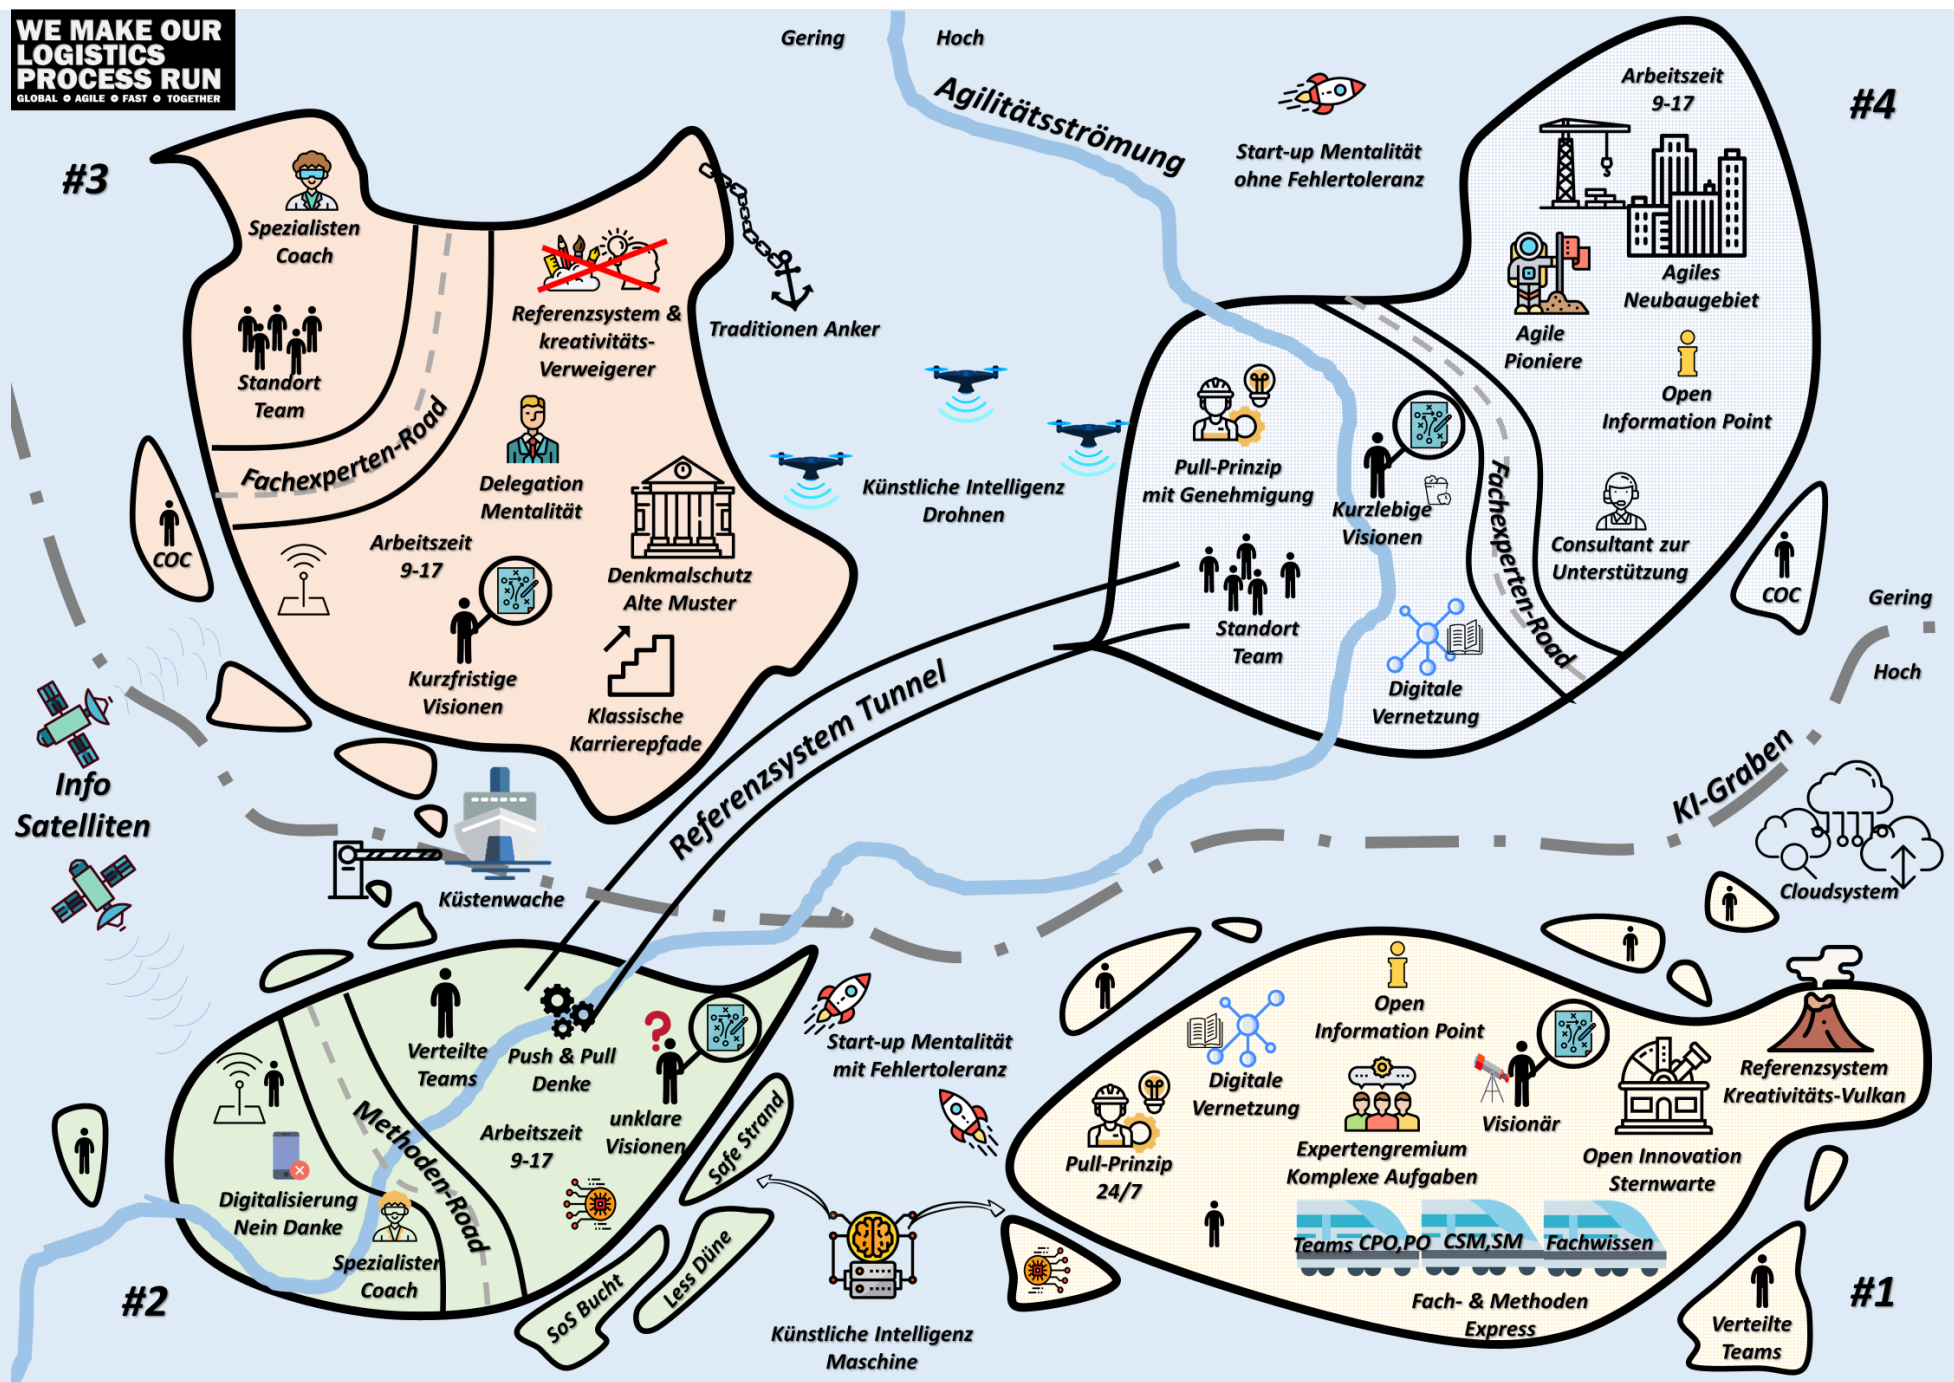 WE MAKE OUR
LOGISTICS
PROCESS RUN
GLOBAL AGILE FAST TOGETHER
Gering
Hoch
Agilitätsströmung
Start-up Mentalität
ohne Fehlertoleranz
#3
Spezialisten
Coach
Standort
Team
Fachexperten-Road
Referenzsystem &
kreativitäts-
Verweigerer
Traditionen Anker
Delegation
Mentalität
Arbeitszeit
9-17
Denkmalschutz
Alte Muster
Kurzfristige
Visionen
Klassische
Karrierepfade
COC
Künstliche Intelligenz
Drohnen
#4
Arbeitszeit
9-17
Agiles
Neubaugebiet
Agile
Pioniere
Open
Information Point
Pull-Prinzip
mit Genehmigung
Kurzlebige
Visionen
Fachexperten-Road
Consultant zur
Unterstützung
Standort
Team
Digitale
Vernetzung
COC
Gering
Hoch
KI-Graben
Cloudsystem
Referenzsystem Tunnel
Info
Satelliten
Küstenwache
#2
Verteilte
Teams
Push & Pull
Denke
unklare
Visionen
Arbeitszeit
9-17
Methoden-Road
Digitalisierung
Nein Danke
Spezialisten
Coach
Safe Strand
Less Düne
SoS Bucht
Start-up Mentalität
mit Fehlertoleranz
Künstliche Intelligenz
Maschine
#1
Open
Information Point
Digitale
Vernetzung
Pull-Prinzip
24/7
Expertengremium
Komplexe Aufgaben
Visionär
Open Innovation
Sternwarte
Referenzsystem
Kreativitäts-Vulkan
Teams CPO,PO CSM,SM Fachwissen
Fach- & Methoden
Express
Verteilte
Teams